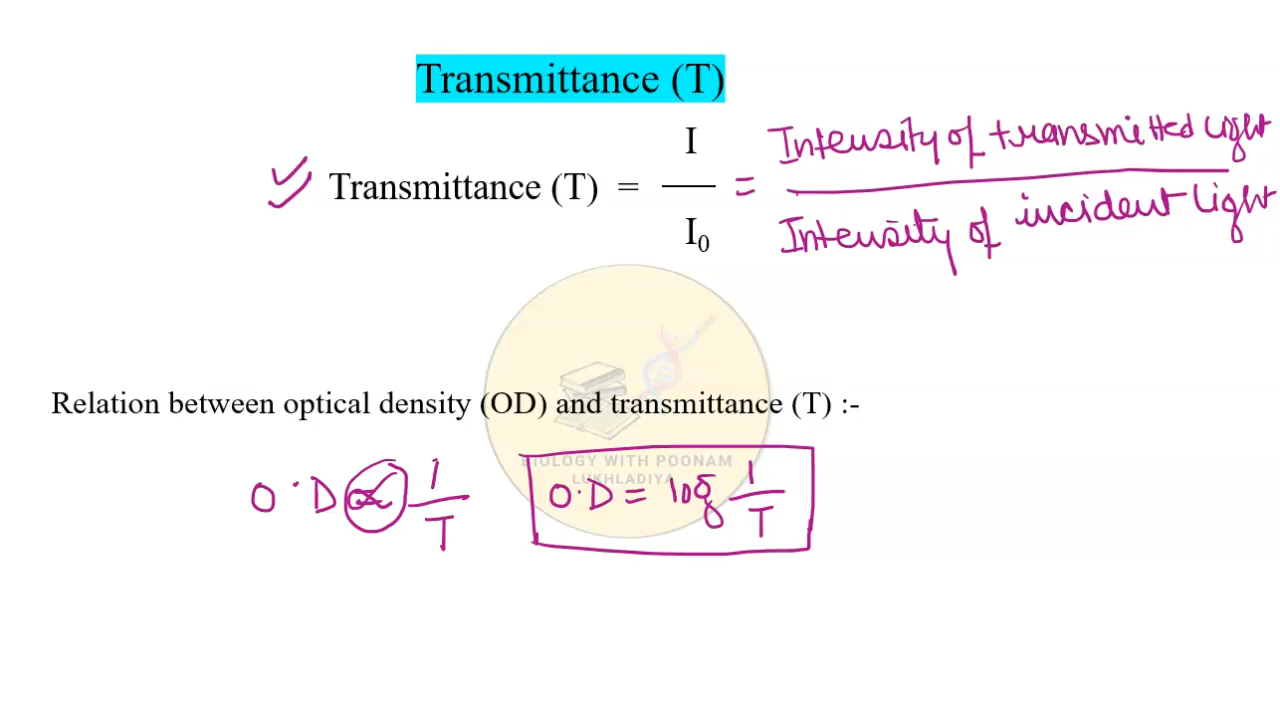 Transmittance (T)
I Intensity of transmitted Light
Transmittance (T) = —— = ——
I₀ Intensity of incident Light
Relation between optical density (OD) and transmittance (T) :-
BIOLOGY WITH POONAM
LUKHLADIYA
O·D ∝ 1/T O·D = log 1/T